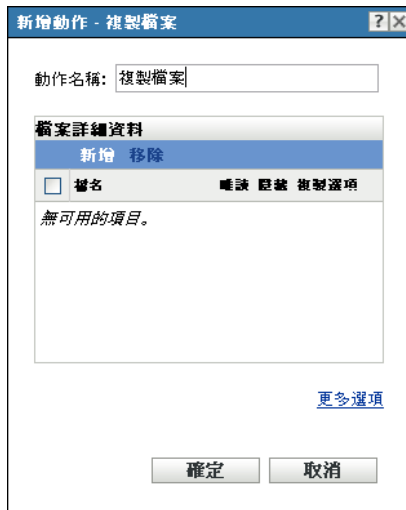 新增動作 - 複製檔案
動作名稱: 複製檔案
檔案詳細資料
新增 移除
檔名 唯讀 隱藏 複製選項
無可用的項目。
更多選項
確定 取消